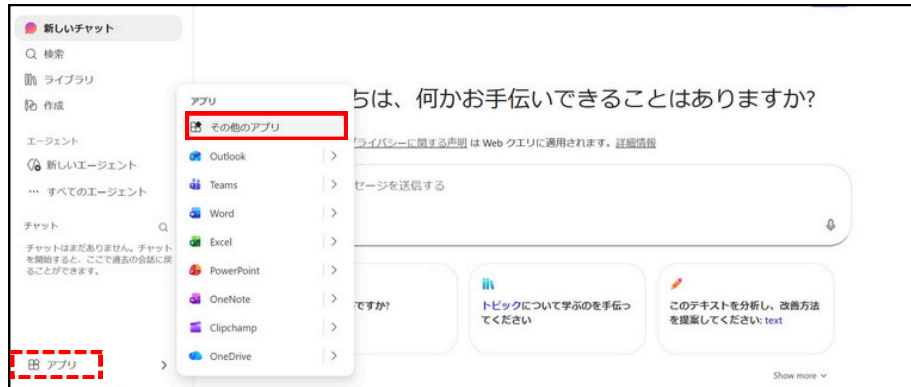 新しいチャット
検索
ライブラリ
作成
エージェント
新しいエージェント
すべてのエージェント
チャット
チャットはまだありません。チャット
を開始すると、ここで過去の会話に戻
ることができます。
アプリ
アプリ
その他のアプリ
Outlook
Teams
Word
Excel
PowerPoint
OneNote
Clipchamp
OneDrive
ちは、何かお手伝いできることはありますか?
プライバシーに関する声明 は Web クエリに適用されます。詳細情報
セージを送信する
ですか?
トピックについて学ぶのを手伝っ
てください
このテキストを分析し、改善方法
を提案してください: text
Show more